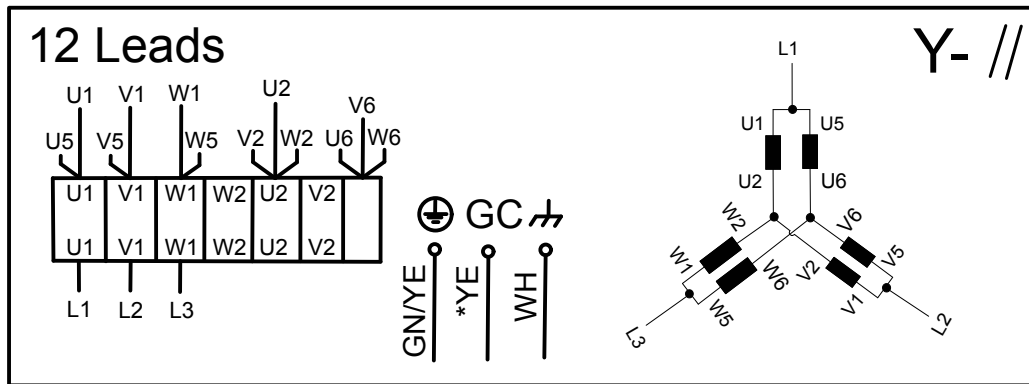 12 Leads
Y- //
U1 V1 W1 U2 V6
U5 V5 W5 V2 W2 U6 W6
U1 V1 W1 W2 U2 V2
U1 V1 W1 W2 U2 V2
L1 L2 L3
GC
GN/YE *YE WH
L1
U1 U5
U2 U6
W2 V6
W1 W6 V2 V5
W5 V1
L3 L2